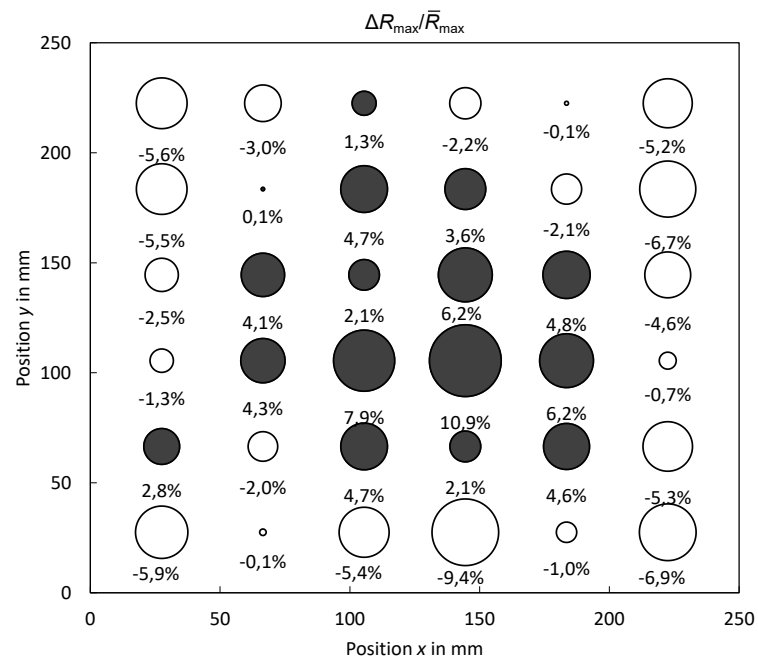 ΔR_max/R̄_max
250
-5,6% -3,0% 1,3% -2,2% -0,1% -5,2%
200
-5,5% 0,1% 4,7% 3,6% -2,1% -6,7%
150
-2,5% 4,1% 2,1% 6,2% 4,8% -4,6%
Position y in mm
100
-1,3% 4,3% 7,9% 10,9% 6,2% -0,7%
50
2,8% -2,0% 4,7% 2,1% 4,6% -5,3%
-5,9% -0,1% -5,4% -9,4% -1,0% -6,9%
0
0 50 100 150 200 250
Position x in mm